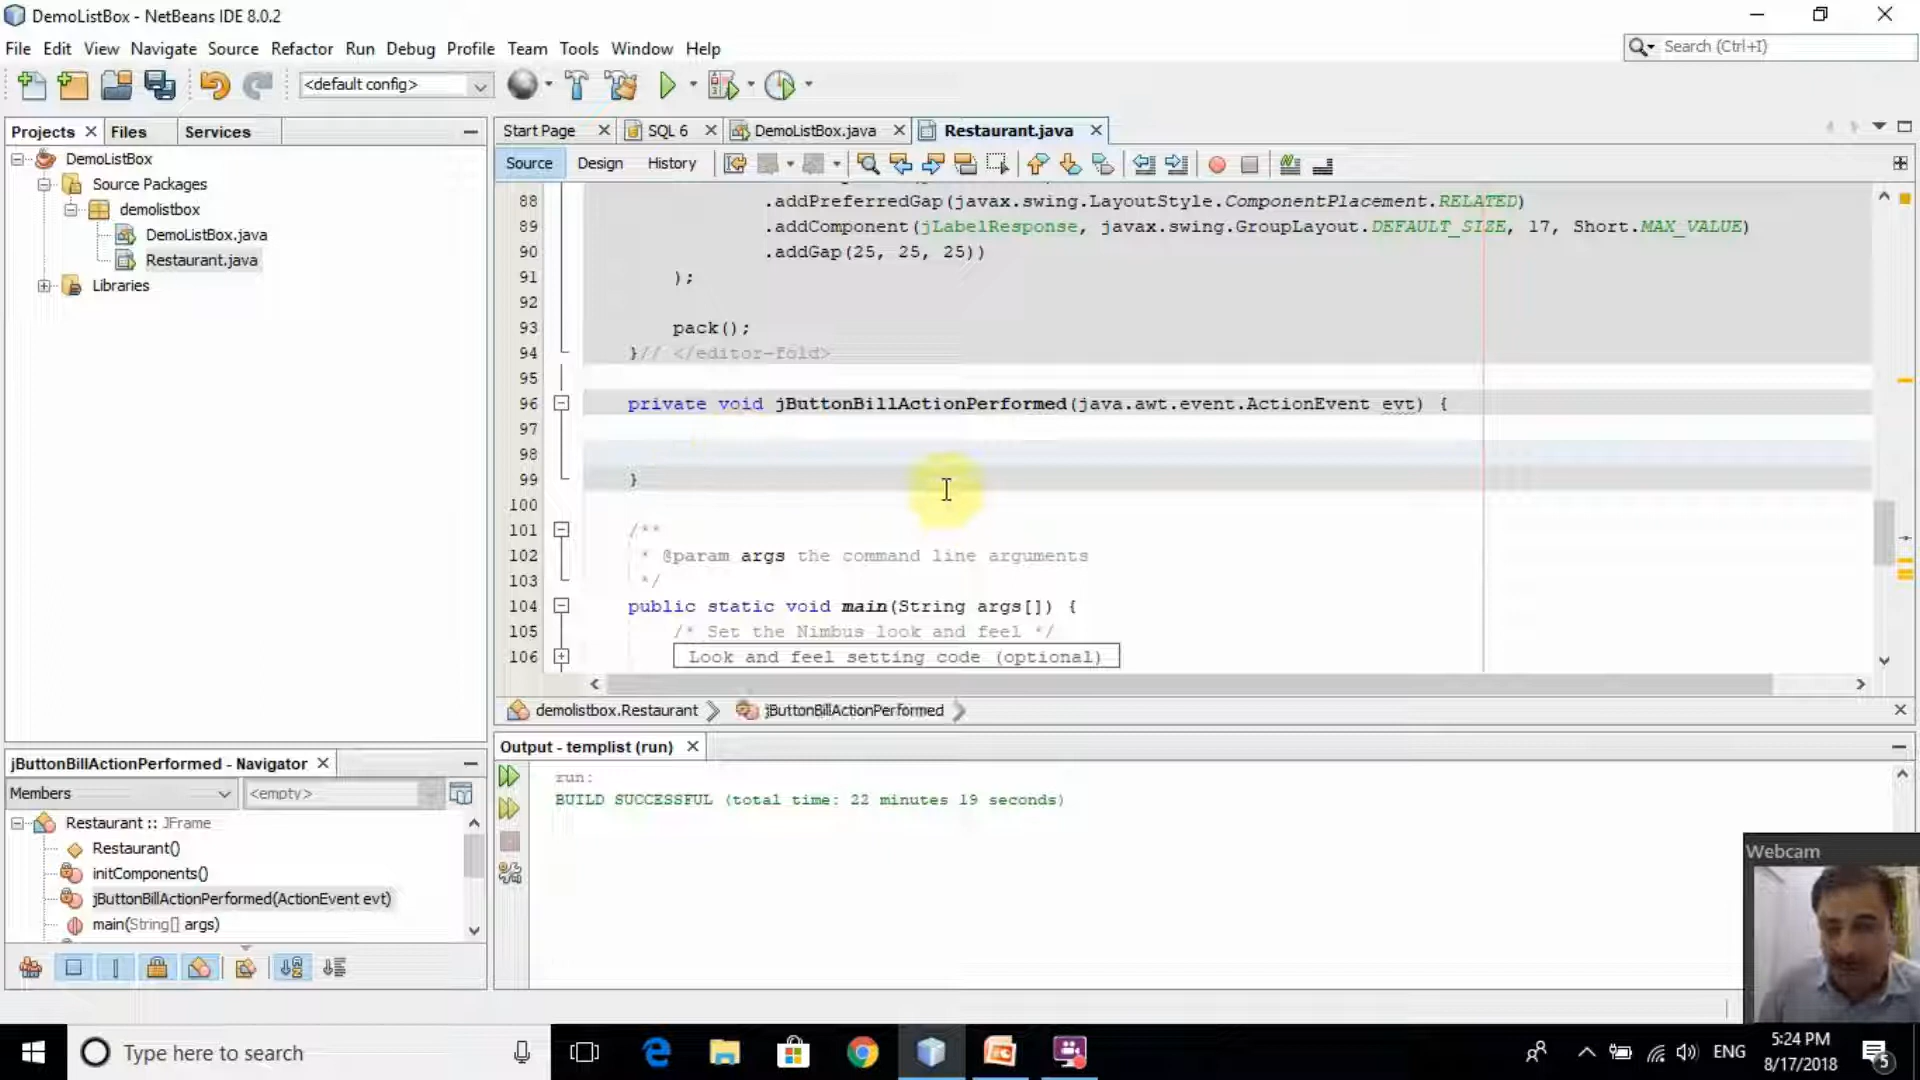 DemoListBox - NetBeans IDE 8.0.2
File Edit View Navigate Source Refactor Run Debug Profile Team Tools Window Help
Search (Ctrl+I)
<default config>
Projects Files Services
Start Page SQL 6 DemoListBox.java Restaurant.java
DemoListBox
Source Packages
demolistbox
DemoListBox.java
Restaurant.java
Libraries
Source Design History
88 .addPreferredGap(javax.swing.LayoutStyle.ComponentPlacement.RELATED)
89 .addComponent(jLabelResponse, javax.swing.GroupLayout.DEFAULT_SIZE, 17, Short.MAX_VALUE)
90 .addGap(25, 25, 25))
91 );
92
93 pack();
94 }// </editor-fold>
95
96 private void jButtonBillActionPerformed(java.awt.event.ActionEvent evt) {
97
98
99 }
100
101 /**
102 * @param args the command line arguments
103 */
104 public static void main(String args[]) {
105 /* Set the Nimbus look and feel */
106 Look and feel setting code (optional)
demolistbox.Restaurant jButtonBillActionPerformed
jButtonBillActionPerformed - Navigator
Members <empty>
Restaurant :: JFrame
Restaurant()
initComponents()
jButtonBillActionPerformed(ActionEvent evt)
main(String[] args)
Output - templist (run)
run:
BUILD SUCCESSFUL (total time: 22 minutes 19 seconds)
Webcam
Type here to search
ENG
5:24 PM
8/17/2018
5